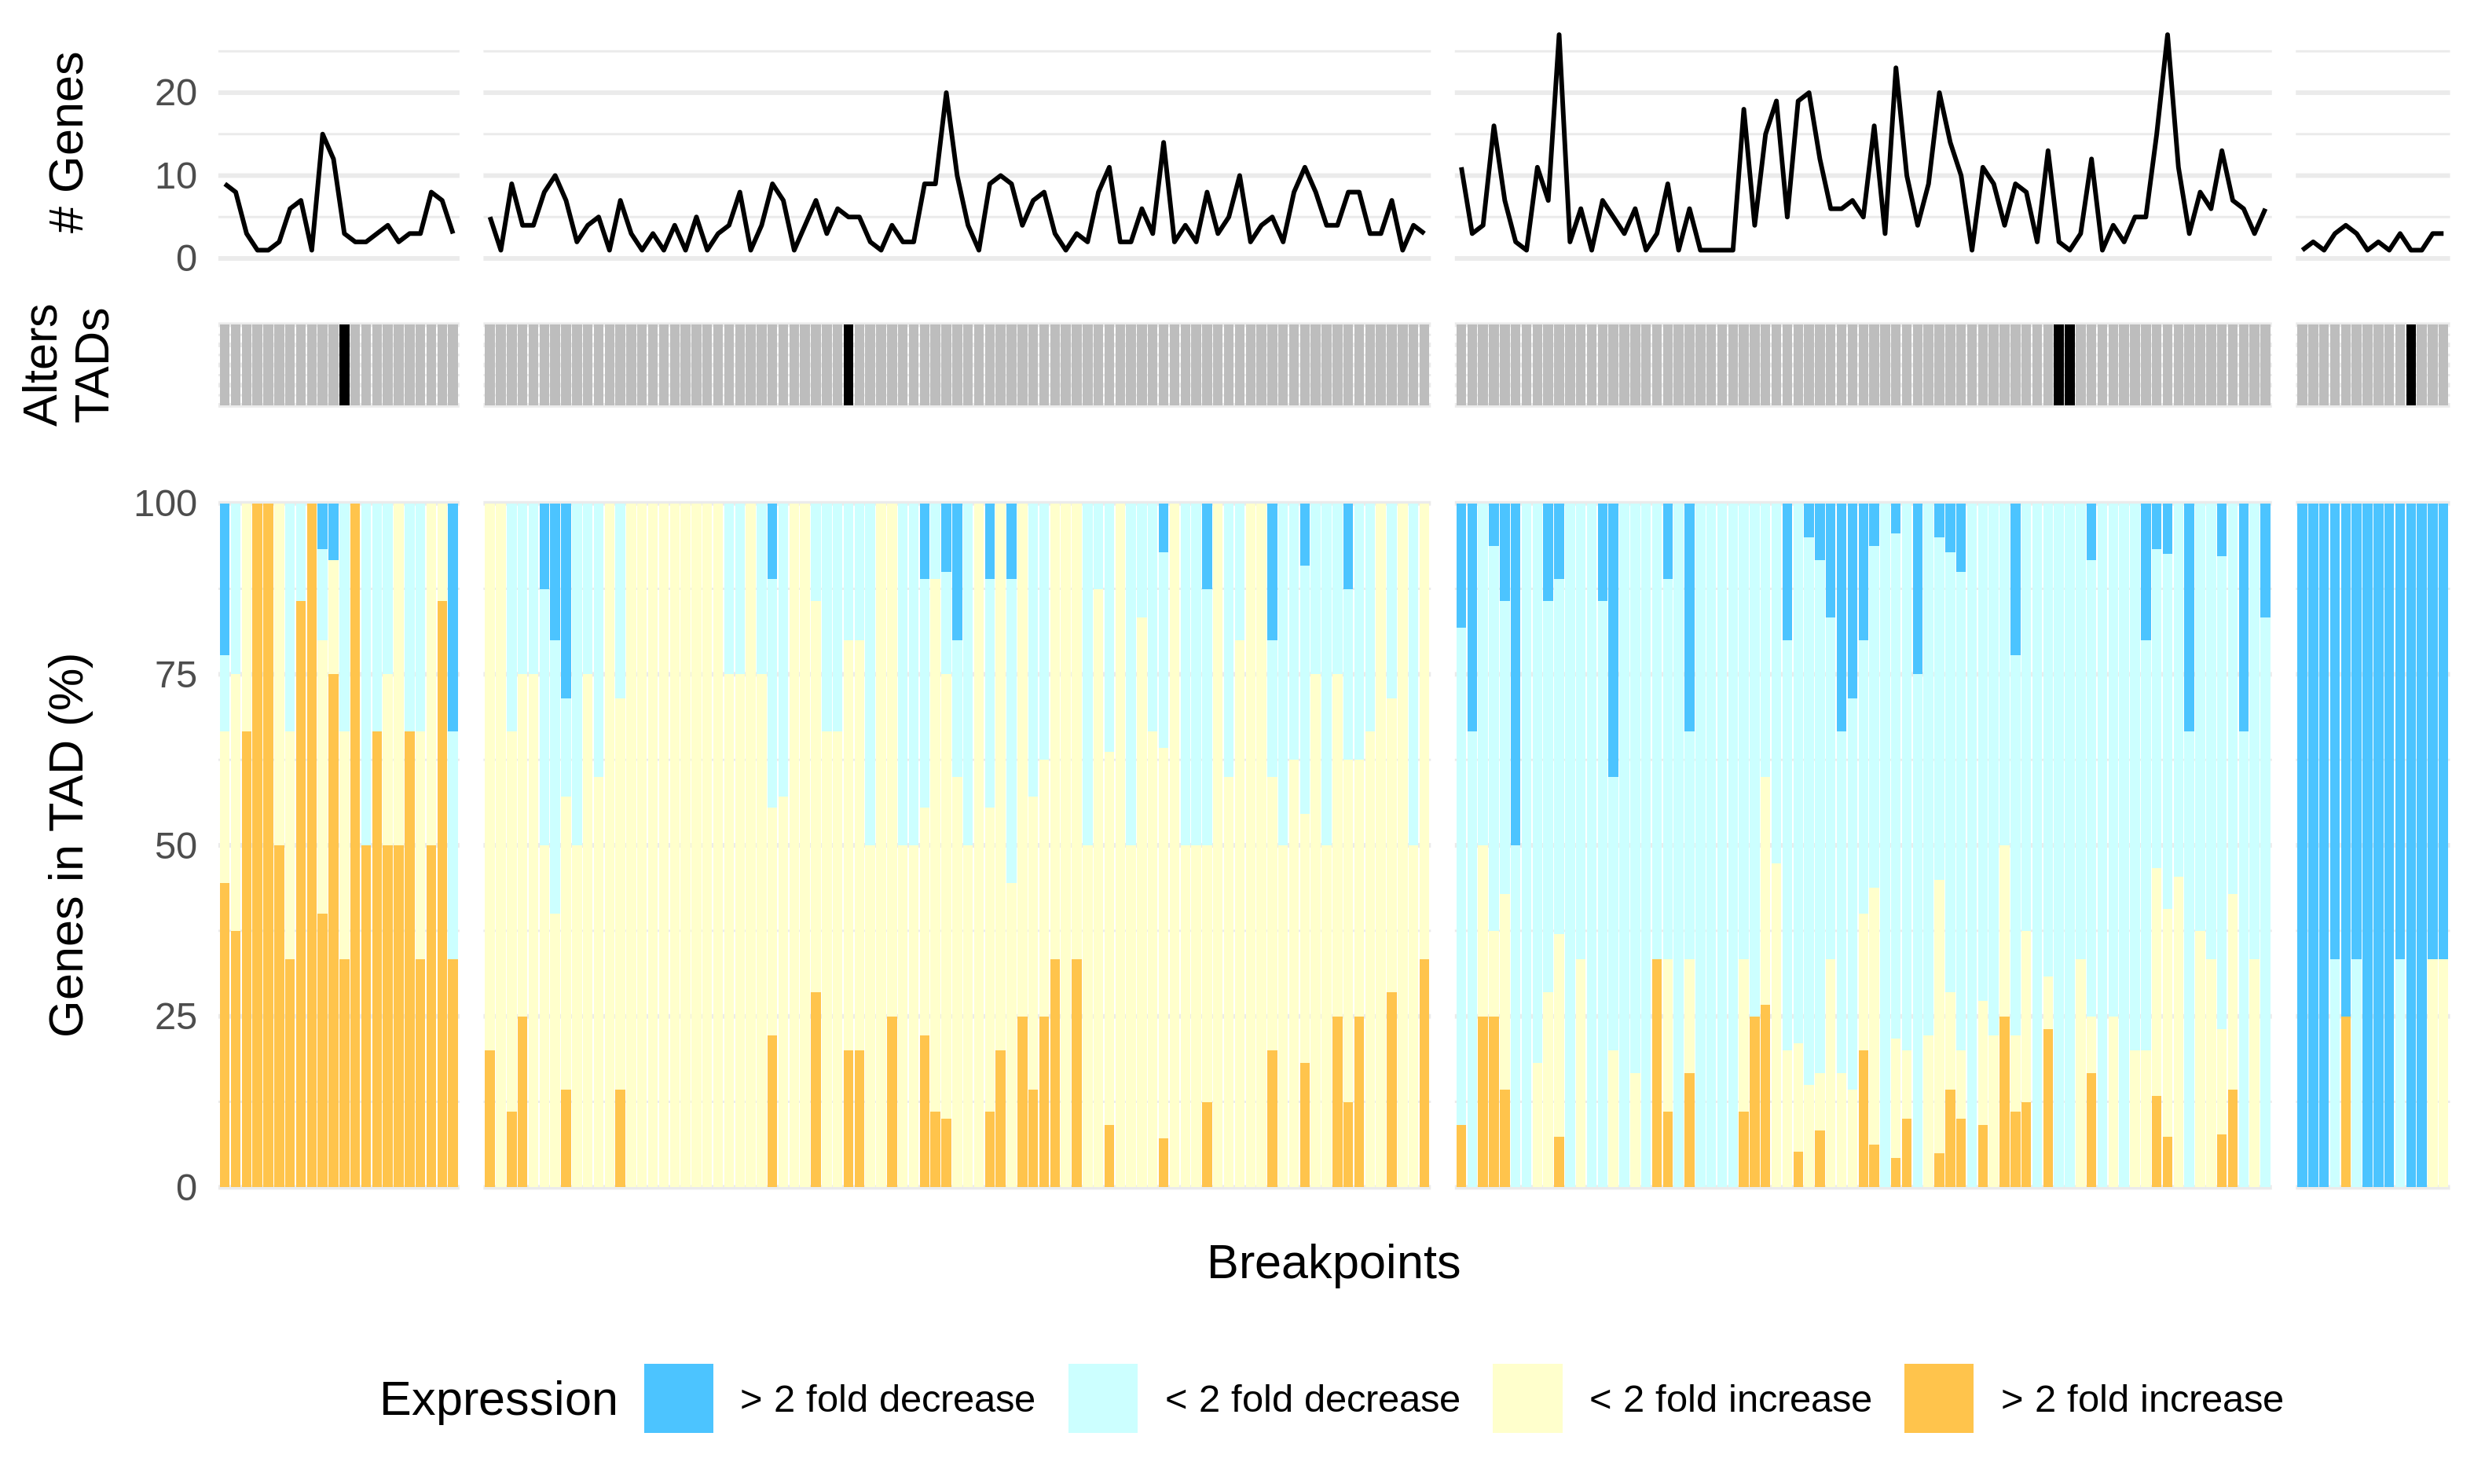 # Genes
20
10
0
Alters
TADs
Genes in TAD (%)
100
75
50
25
0
Breakpoints
Expression
> 2 fold decrease
< 2 fold decrease
< 2 fold increase
> 2 fold increase